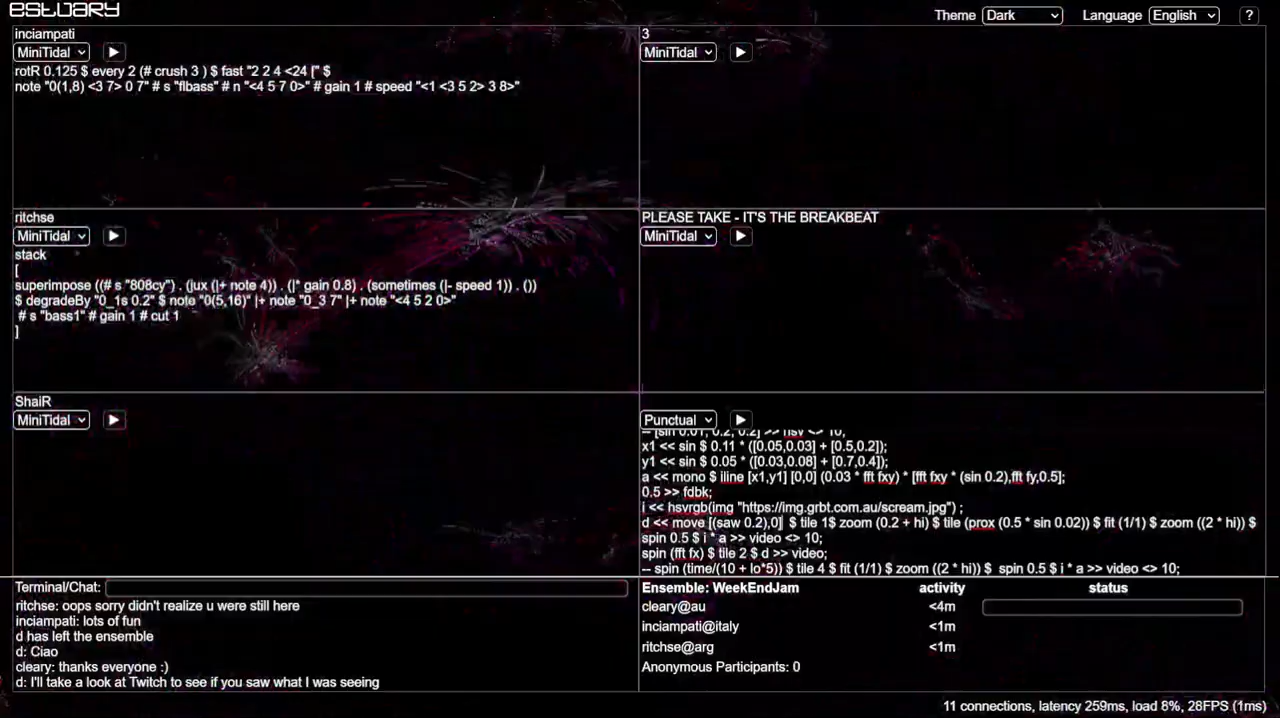 estuary
Theme Dark Language English ?
inciampati
MiniTidal
rotR 0.125 $ every 2 (# crush 3 ) $ fast "2 2 4 <24 [" $
note "0(1,8) <3 7> 0 7" # s "flbass" # n "<4 5 7 0>" # gain 1 # speed "<1 <3 5 2> 3 8>"
3
MiniTidal
ritchse
MiniTidal
stack
[
superimpose ((# s "808cy") . (jux (|+ note 4)) . (|* gain 0.8) . (sometimes (|- speed 1)) . ())
$ degradeBy "0_1s 0.2" $ note "0(5,16)" |+ note "0_3 7" |+ note "<4 5 2 0>"
# s "bass1" # gain 1 # cut 1
]
PLEASE TAKE - IT'S THE BREAKBEAT
MiniTidal
ShaiR
MiniTidal
Punctual
-- [sin 0.01, 0.2, 0.2] >> hsv <> 10;
x1 << sin $ 0.11 * ([0.05,0.03] + [0.5,0.2]);
y1 << sin $ 0.05 * ([0.03,0.08] + [0.7,0.4]);
a << mono $ iline [x1,y1] [0,0] (0.03 * fft fxy) * [fft fxy * (sin 0.2),fft fy,0.5];
0.5 >> fdbk;
i << hsvrgb(img "https://img.grbt.com.au/scream.jpg") ;
d << move [(saw 0.2),0] $ tile 1$ zoom (0.2 + hi) $ tile (prox (0.5 * sin 0.02)) $ fit (1/1) $ zoom ((2 * hi)) $
spin 0.5 $ i * a >> video <> 10;
spin (fft fx) $ tile 2 $ d >> video;
-- spin (time/(10 + lo*5)) $ tile 4 $ fit (1/1) $ zoom ((2 * hi)) $ spin 0.5 $ i * a >> video <> 10;
Terminal/Chat:
ritchse: oops sorry didn't realize u were still here
inciampati: lots of fun
d has left the ensemble
d: Ciao
cleary: thanks everyone :)
d: I'll take a look at Twitch to see if you saw what I was seeing
Ensemble: WeekEndJam activity status
cleary@au <4m
inciampati@italy <1m
ritchse@arg <1m
Anonymous Participants: 0
11 connections, latency 259ms, load 8%, 28FPS (1ms)